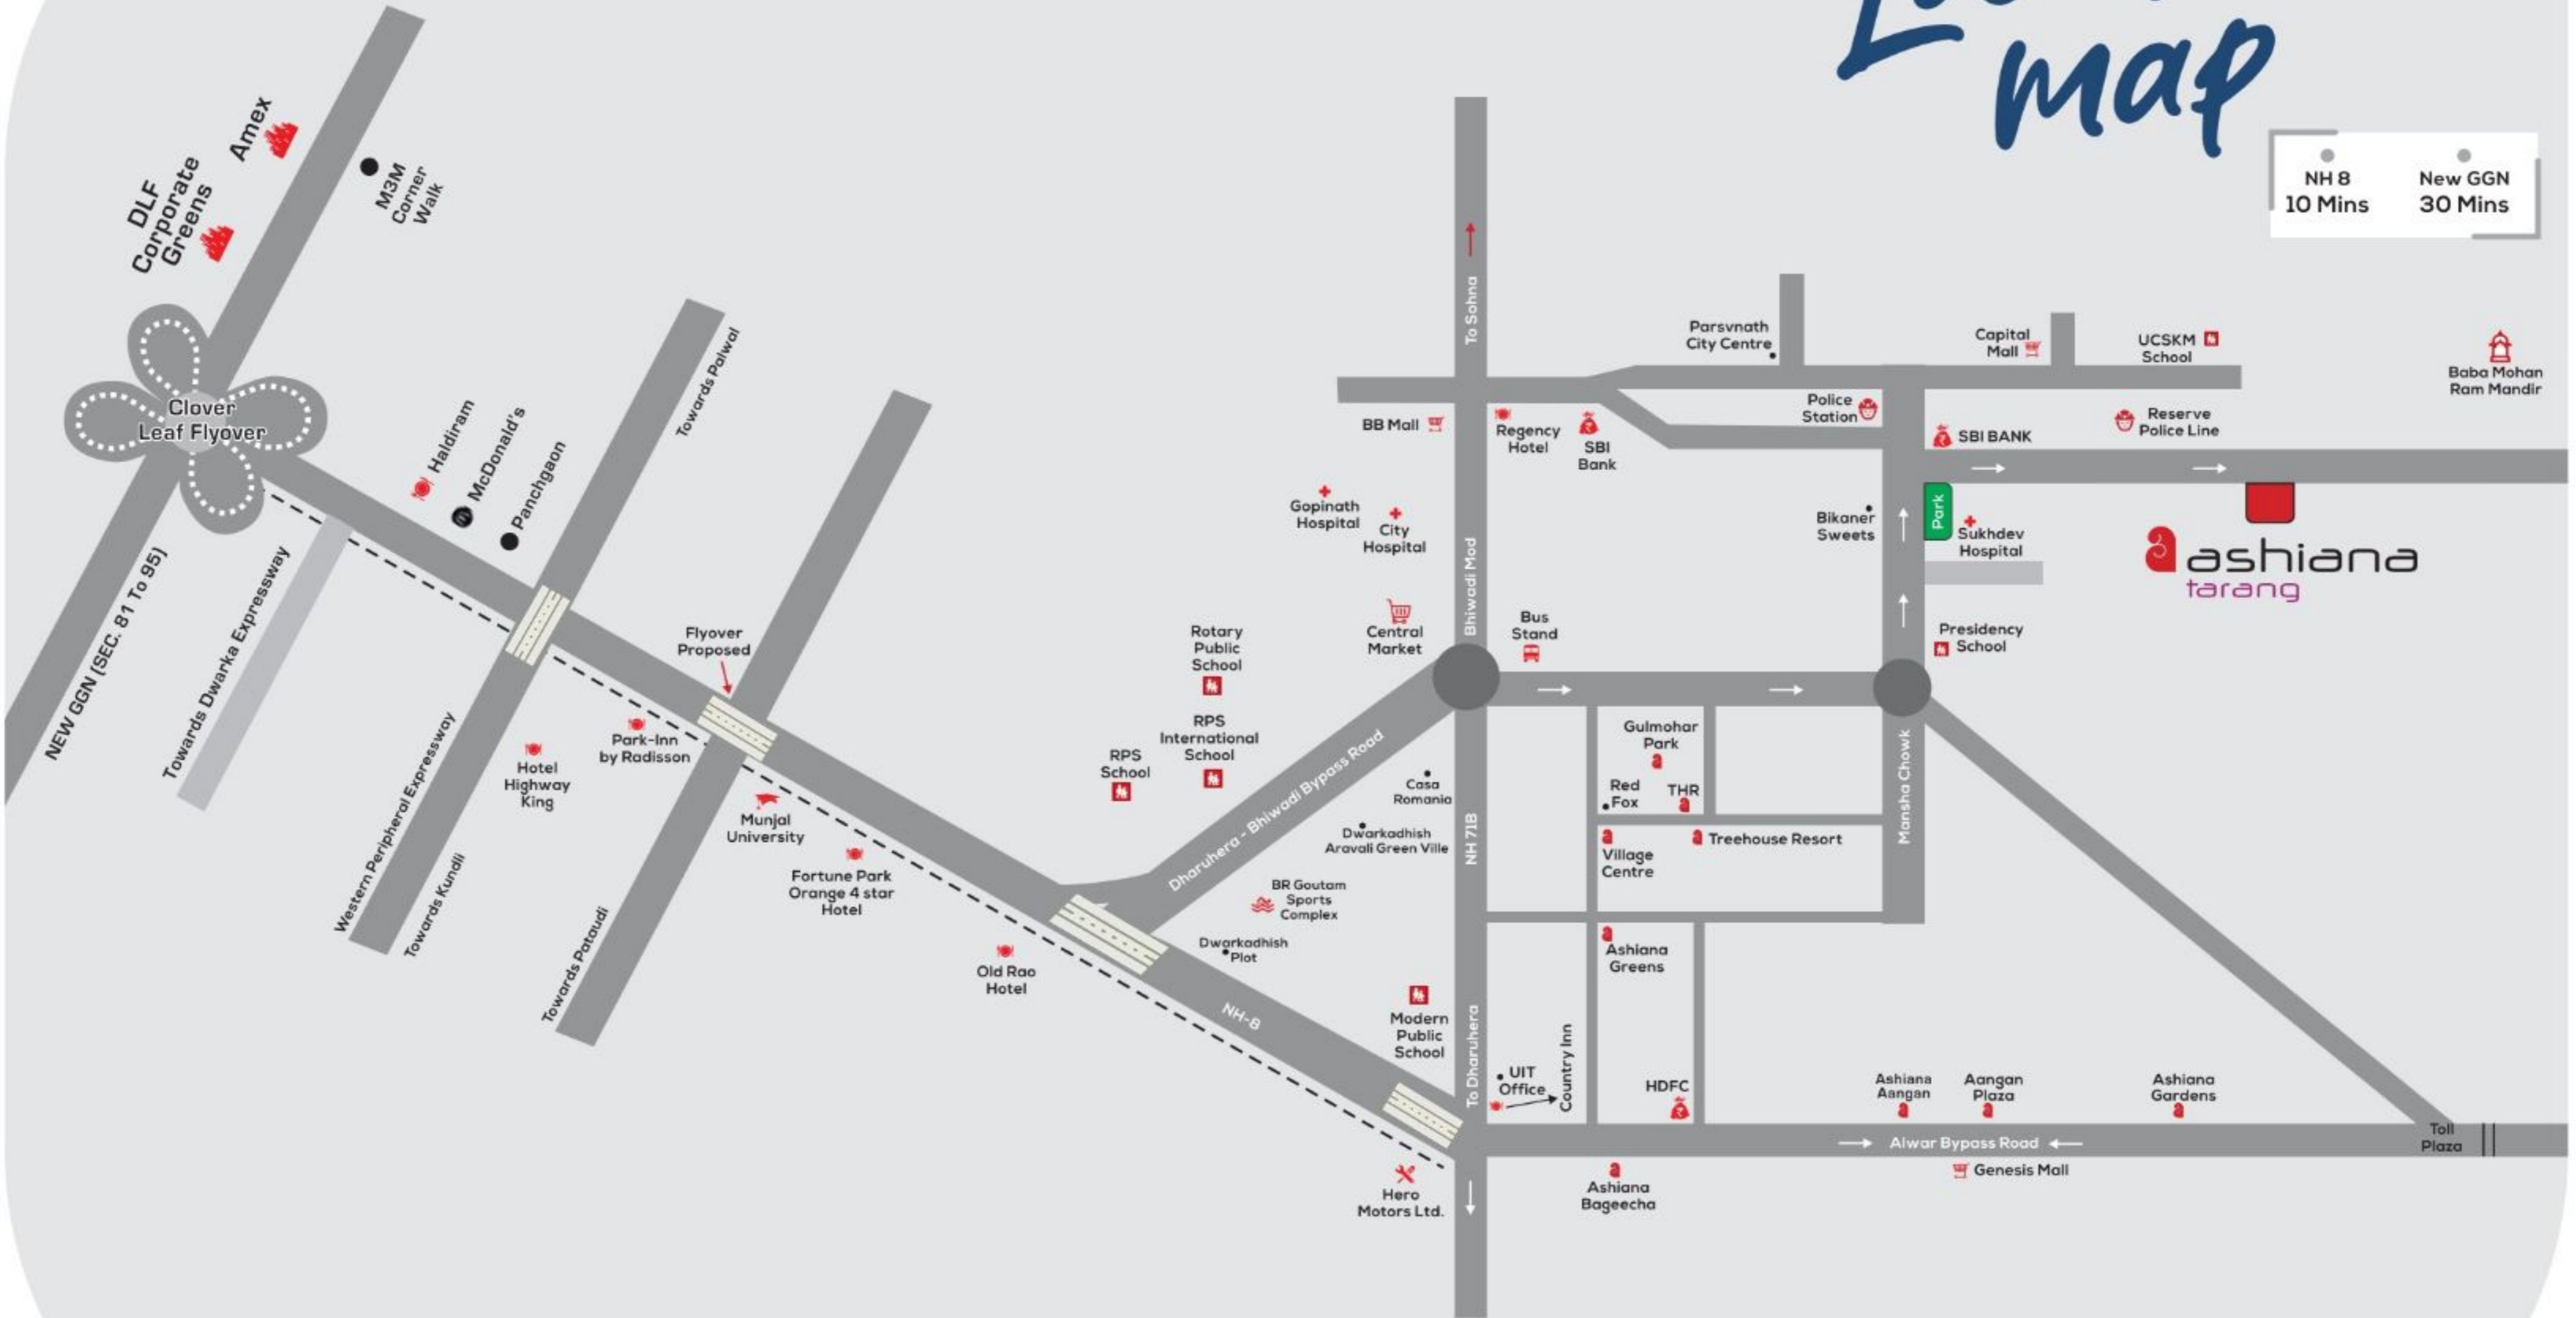 map
NH 8
10 Mins
New GGN
30 Mins
Amex
DLF
Corporate
Greens
M3M
Corner
Walk
Clover
Leaf Flyover
NEW GGN (SEC. 81 To 95)
Towards Dwarka Expressway
Haldiram
McDonald's
Panchgaon
Towards Palwal
Western Peripheral Expressway
Towards Kundli
Hotel
Highway
King
Park-Inn
by Radisson
Flyover
Proposed
Towards Pataudi
Munjal
University
Fortune Park
Orange 4 star
Hotel
Old Rao
Hotel
NH-8
Dharuhera - Bhiwadi Bypass Road
RPS
School
RPS
International
School
Rotary
Public
School
Central
Market
Gopinath
Hospital
City
Hospital
BB Mall
To Sohna
Bhiwadi Mod
NH 71B
To Dharuhera
Casa
Romania
Dwarkadhish
Aravali Green Ville
BR Goutam
Sports
Complex
Dwarkadhish
Plot
Modern
Public
School
Hero
Motors Ltd.
Regency
Hotel
SBI
Bank
Parsvnath
City Centre
Police
Station
Capital
Mall
UCSKM
School
Baba Mohan
Ram Mandir
SBI BANK
Reserve
Police Line
Bikaner
Sweets
Park
Sukhdev
Hospital
ashiana
tarang
Presidency
School
Bus
Stand
Mansha Chowk
Gulmohar
Park
Red
Fox
THR
Village
Centre
Treehouse Resort
Ashiana
Greens
UIT
Office
Country Inn
HDFC
Ashiana
Aangan
Aangan
Plaza
Ashiana
Gardens
Alwar Bypass Road
Toll
Plaza
Genesis Mall
Ashiana
Bageecha